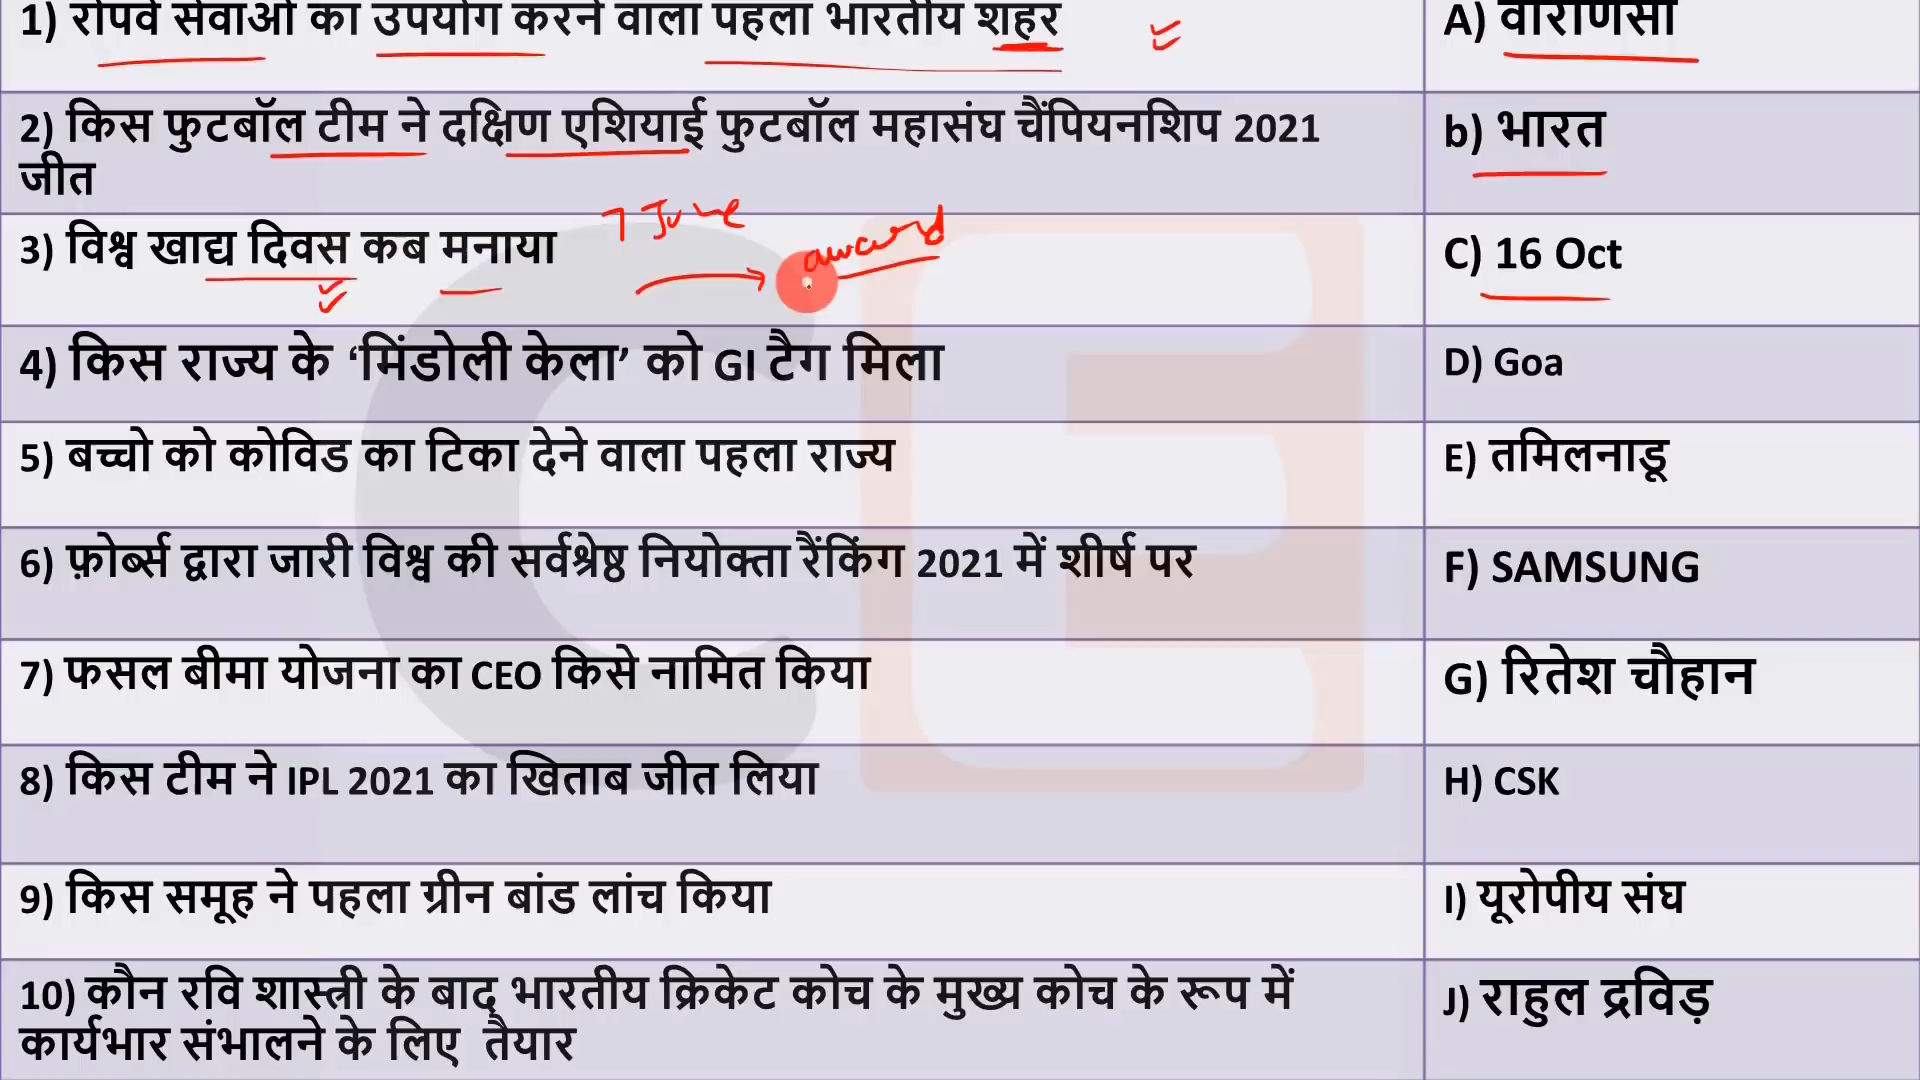 1) रोपवे सेवाओं का उपयोग करने वाला पहला भारतीय शहर
A) वाराणसी
2) किस फुटबॉल टीम ने दक्षिण एशियाई फुटबॉल महासंघ चैंपियनशिप 2021
जीत
b) भारत
7 June
award
3) विश्व खाद्य दिवस कब मनाया
C) 16 Oct
4) किस राज्य के ‘मिंडोली केला’ को GI टैग मिला
D) Goa
5) बच्चो को कोविड का टिका देने वाला पहला राज्य
E) तमिलनाडू
6) फ़ोर्ब्स द्वारा जारी विश्व की सर्वश्रेष्ठ नियोक्ता रैंकिंग 2021 में शीर्ष पर
F) SAMSUNG
7) फसल बीमा योजना का CEO किसे नामित किया
G) रितेश चौहान
8) किस टीम ने IPL 2021 का खिताब जीत लिया
H) CSK
9) किस समूह ने पहला ग्रीन बांड लांच किया
I) यूरोपीय संघ
10) कौन रवि शास्त्री के बाद भारतीय क्रिकेट कोच के मुख्य कोच के रूप में
कार्यभार संभालने के लिए तैयार
J) राहुल द्रविड़
CE